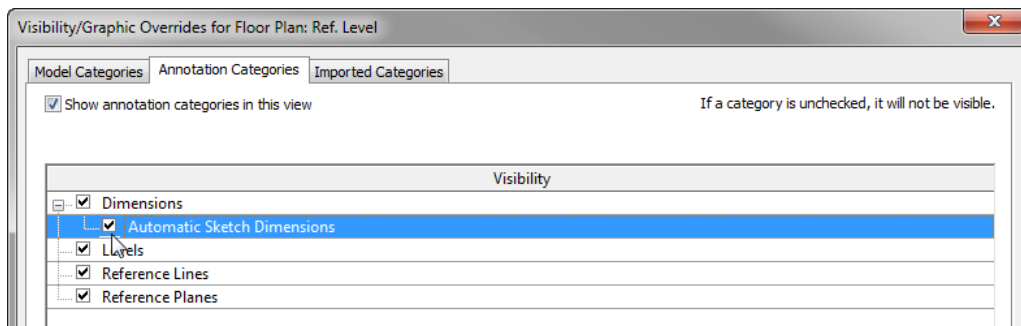 Visibility/Graphic Overrides for Floor Plan: Ref. Level
Model Categories Annotation Categories Imported Categories
Show annotation categories in this view If a category is unchecked, it will not be visible.
Visibility
Dimensions
Automatic Sketch Dimensions
Levels
Reference Lines
Reference Planes